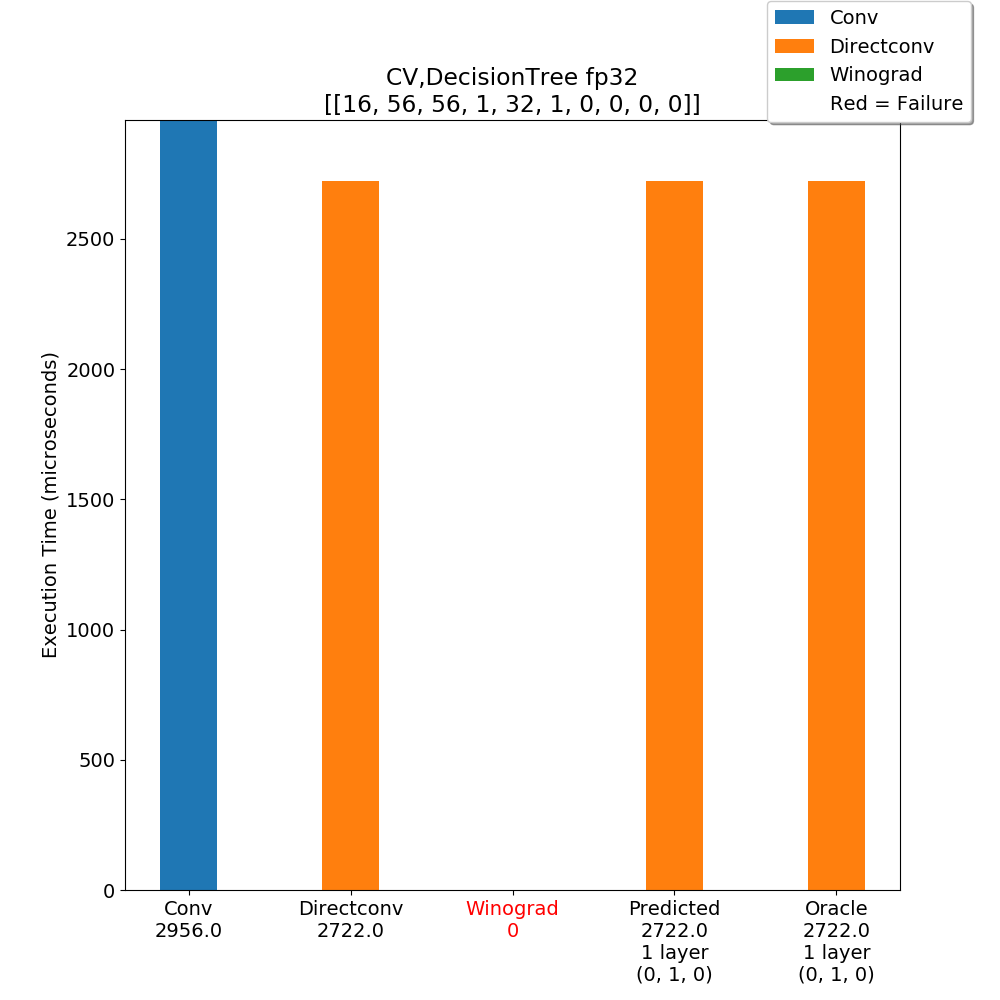 Conv
Directconv
Winograd
Red = Failure
CV,DecisionTree fp32
[[16, 56, 56, 1, 32, 1, 0, 0, 0, 0]]
Execution Time (microseconds)
2500
2000
1500
1000
500
0
Conv
2956.0
Directconv
2722.0
Winograd
0
Predicted
2722.0
1 layer
(0, 1, 0)
Oracle
2722.0
1 layer
(0, 1, 0)